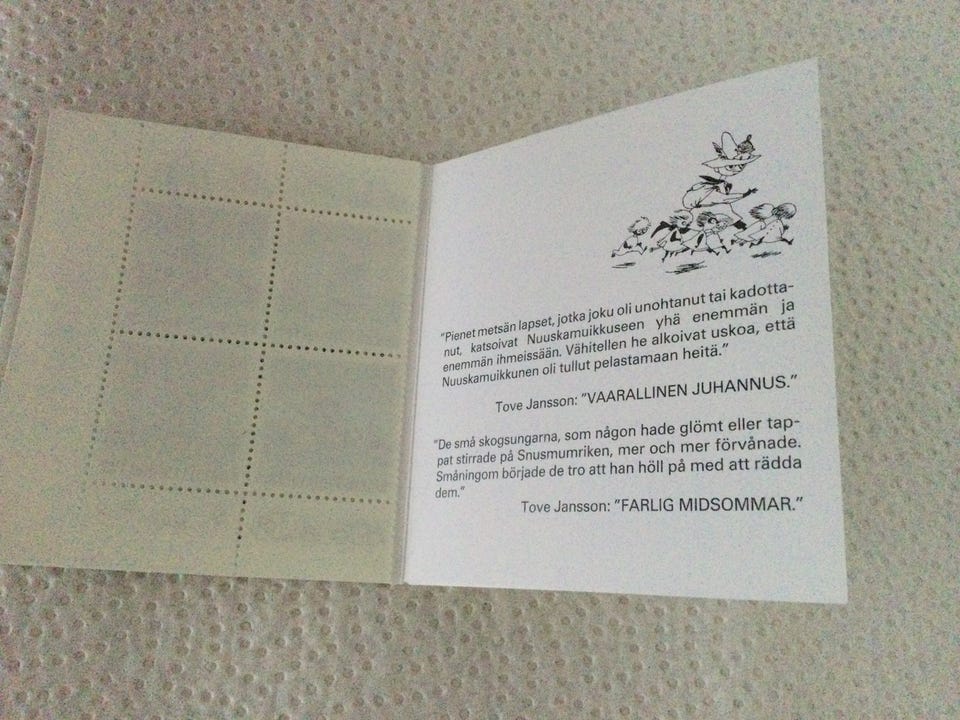 "Pienet metsän lapset, jotka joku oli unohtanut tai kadotta-
nut, katsoivat Nuuskamuikkuseen yhä enemmän ja
enemmän ihmeissään. Vähitellen he alkoivat uskoa, että
Nuuskamuikkunen oli tullut pelastamaan heitä."
Tove Jansson: "VAARALLINEN JUHANNUS."
"De små skogsungarna, som någon hade glömt eller tap-
pat stirrade på Snusmumriken, mer och mer förvånade.
Småningom började de tro att han höll på med att rädda
dem."
Tove Jansson: "FARLIG MIDSOMMAR."